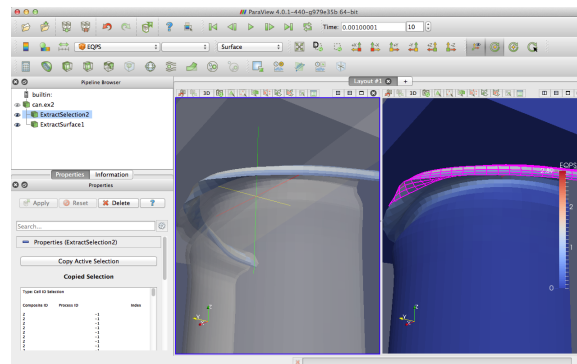 ParaView 4.0.1-440-g979e35b 64-bit
Time: 0.00100001 10
EQPS Surface
Pipeline Browser
Layout #1
builtin:
can.ex2
ExtractSelection2
ExtractSurface1
3D
3D
EQPS
2
1
0
Properties Information
Properties
Apply Reset Delete ?
Search...
Properties (ExtractSelection2)
Copy Active Selection
Copied Selection
Type: Cell ID Selection
Composite ID Process ID Index
2 -1
2 -1
2 -1
2 -1
2 -1
2 -1
2 -1
Z
Y
X
Z
Y
X